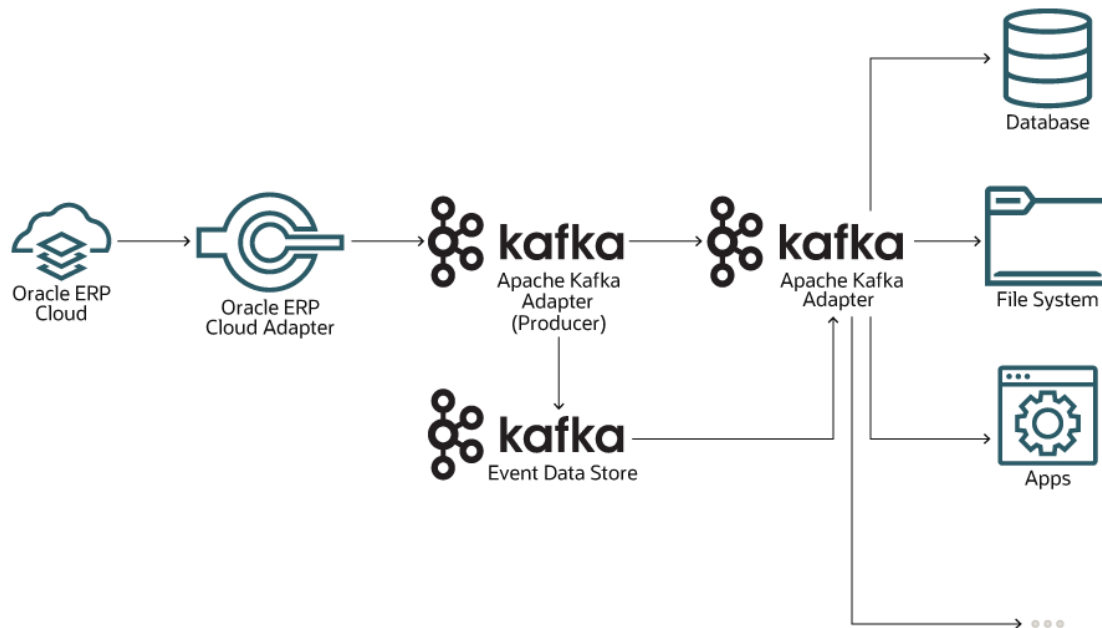 Database
Oracle ERP
Cloud
Oracle ERP
Cloud Adapter
kafka
Apache Kafka
Adapter
(Producer)
kafka
Apache Kafka
Adapter
File System
kafka
Event Data Store
Apps